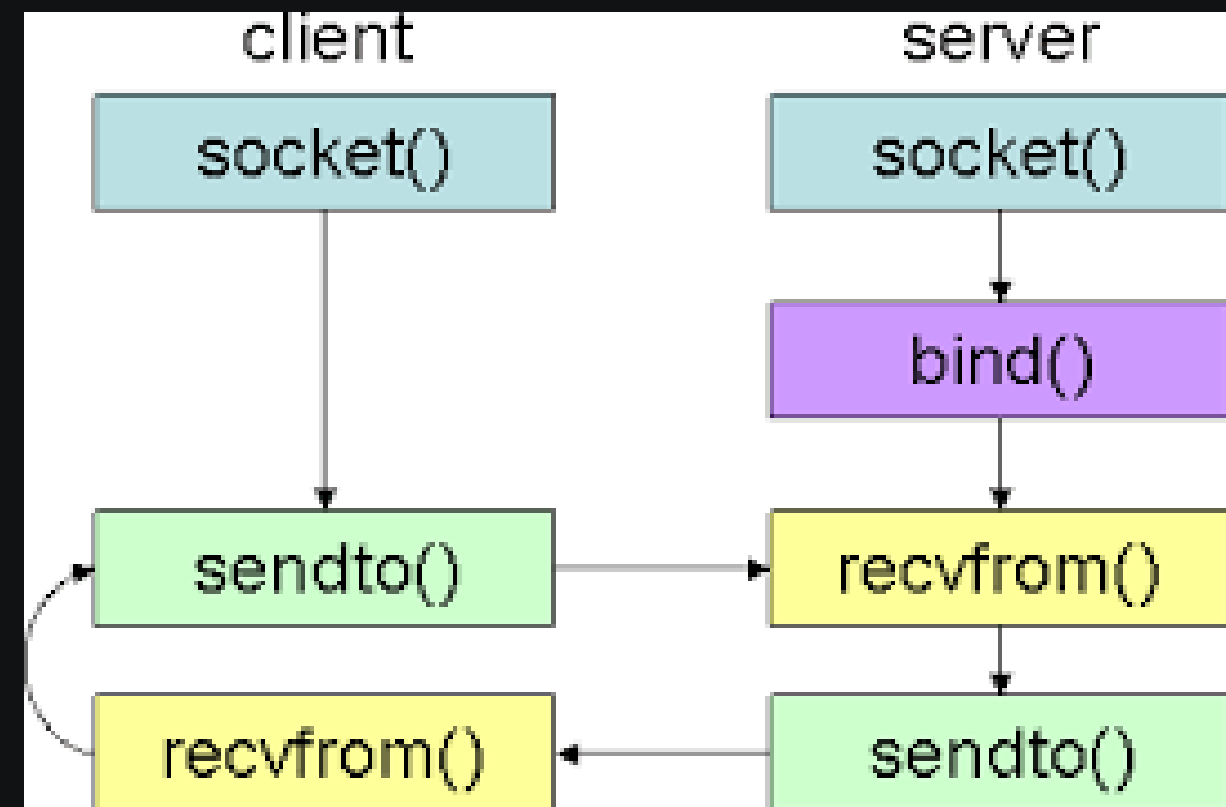 client server
socket() socket()
bind()
sendto() recvfrom()
recvfrom() sendto()